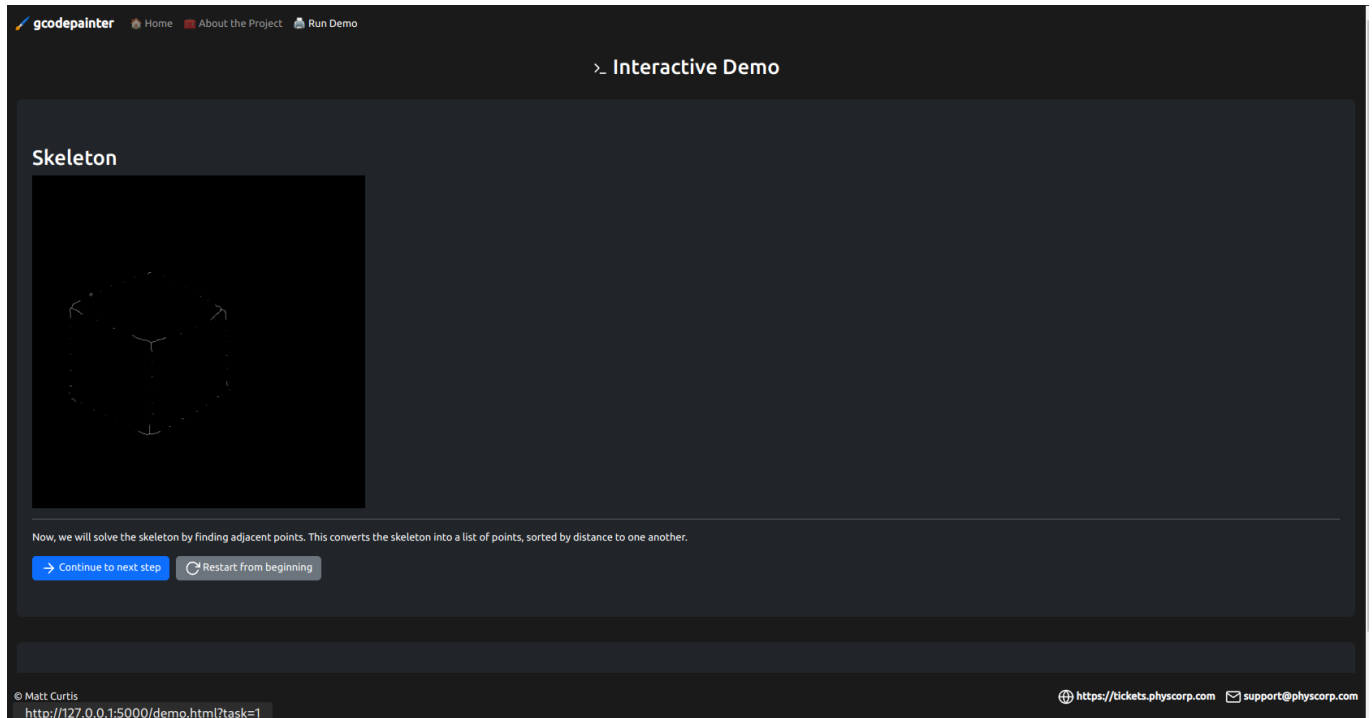 gcodepainter Home About the Project Run Demo
>_ Interactive Demo
Skeleton
Now, we will solve the skeleton by finding adjacent points. This converts the skeleton into a list of points, sorted by distance to one another.
Continue to next step Restart from beginning
© Matt Curtis https://tickets.physcorp.com support@physcorp.com
http://127.0.0.1:5000/demo.html?task=1